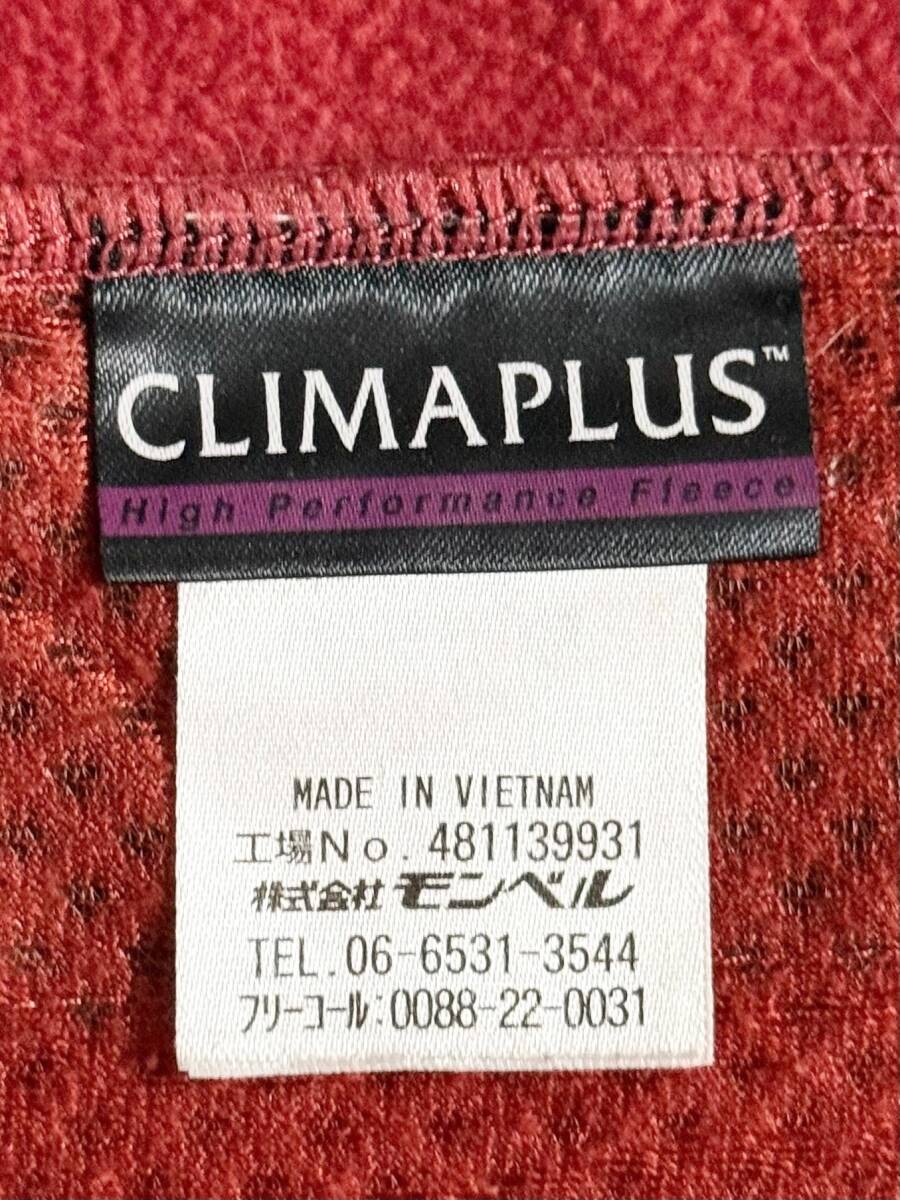 CLIMAPLUS™
High Performance Fleece
MADE IN VIETNAM
工場No. 481139931
株式会社 モンベル
TEL.06-6531-3544
フリーコール:0088-22-0031